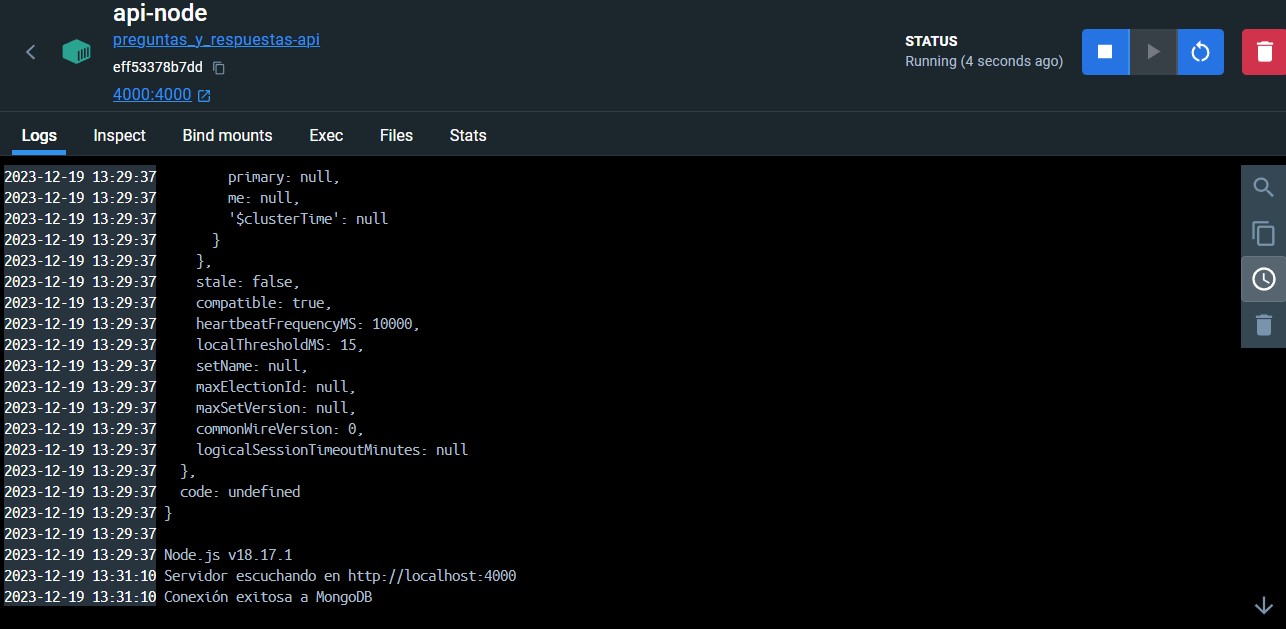 api-node
preguntas_y_respuestas-api
eff53378b7dd
4000:4000
STATUS
Running (4 seconds ago)
Logs Inspect Bind mounts Exec Files Stats
2023-12-19 13:29:37         primary: null,
2023-12-19 13:29:37         me: null,
2023-12-19 13:29:37         '$clusterTime': null
2023-12-19 13:29:37       }
2023-12-19 13:29:37     },
2023-12-19 13:29:37     stale: false,
2023-12-19 13:29:37     compatible: true,
2023-12-19 13:29:37     heartbeatFrequencyMS: 10000,
2023-12-19 13:29:37     localThresholdMS: 15,
2023-12-19 13:29:37     setName: null,
2023-12-19 13:29:37     maxElectionId: null,
2023-12-19 13:29:37     maxSetVersion: null,
2023-12-19 13:29:37     commonWireVersion: 0,
2023-12-19 13:29:37     logicalSessionTimeoutMinutes: null
2023-12-19 13:29:37   },
2023-12-19 13:29:37   code: undefined
2023-12-19 13:29:37 }
2023-12-19 13:29:37
2023-12-19 13:29:37 Node.js v18.17.1
2023-12-19 13:31:10 Servidor escuchando en http://localhost:4000
2023-12-19 13:31:10 Conexión exitosa a MongoDB